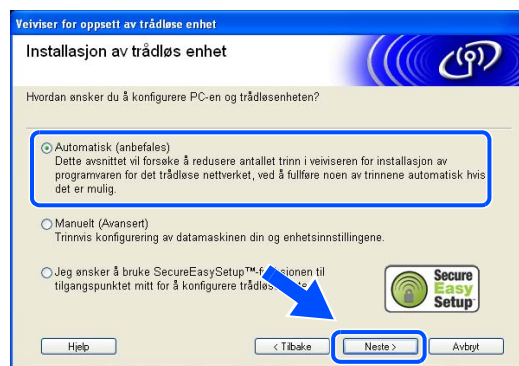 Veiviser for oppsett av trådløse enhet
Installasjon av trådløs enhet
Hvordan ønsker du å konfigurere PC-en og trådløsenheten?
Automatisk (anbefales)
Dette avsnittet vil forsøke å redusere antallet trinn i veiviseren for installasjon av
programvaren for det trådløse nettverket, ved å fullføre noen av trinnene automatisk hvis
det er mulig.
Manuelt (Avansert)
Trinnvis konfigurering av datamaskinen din og enhetsinnstillingene.
Jeg ønsker å bruke SecureEasySetup™ til
tilgangspunktet mitt for å konfigurere
Secure
Easy
Setup
Hjelp
< Tilbake
Neste >
Avbryt